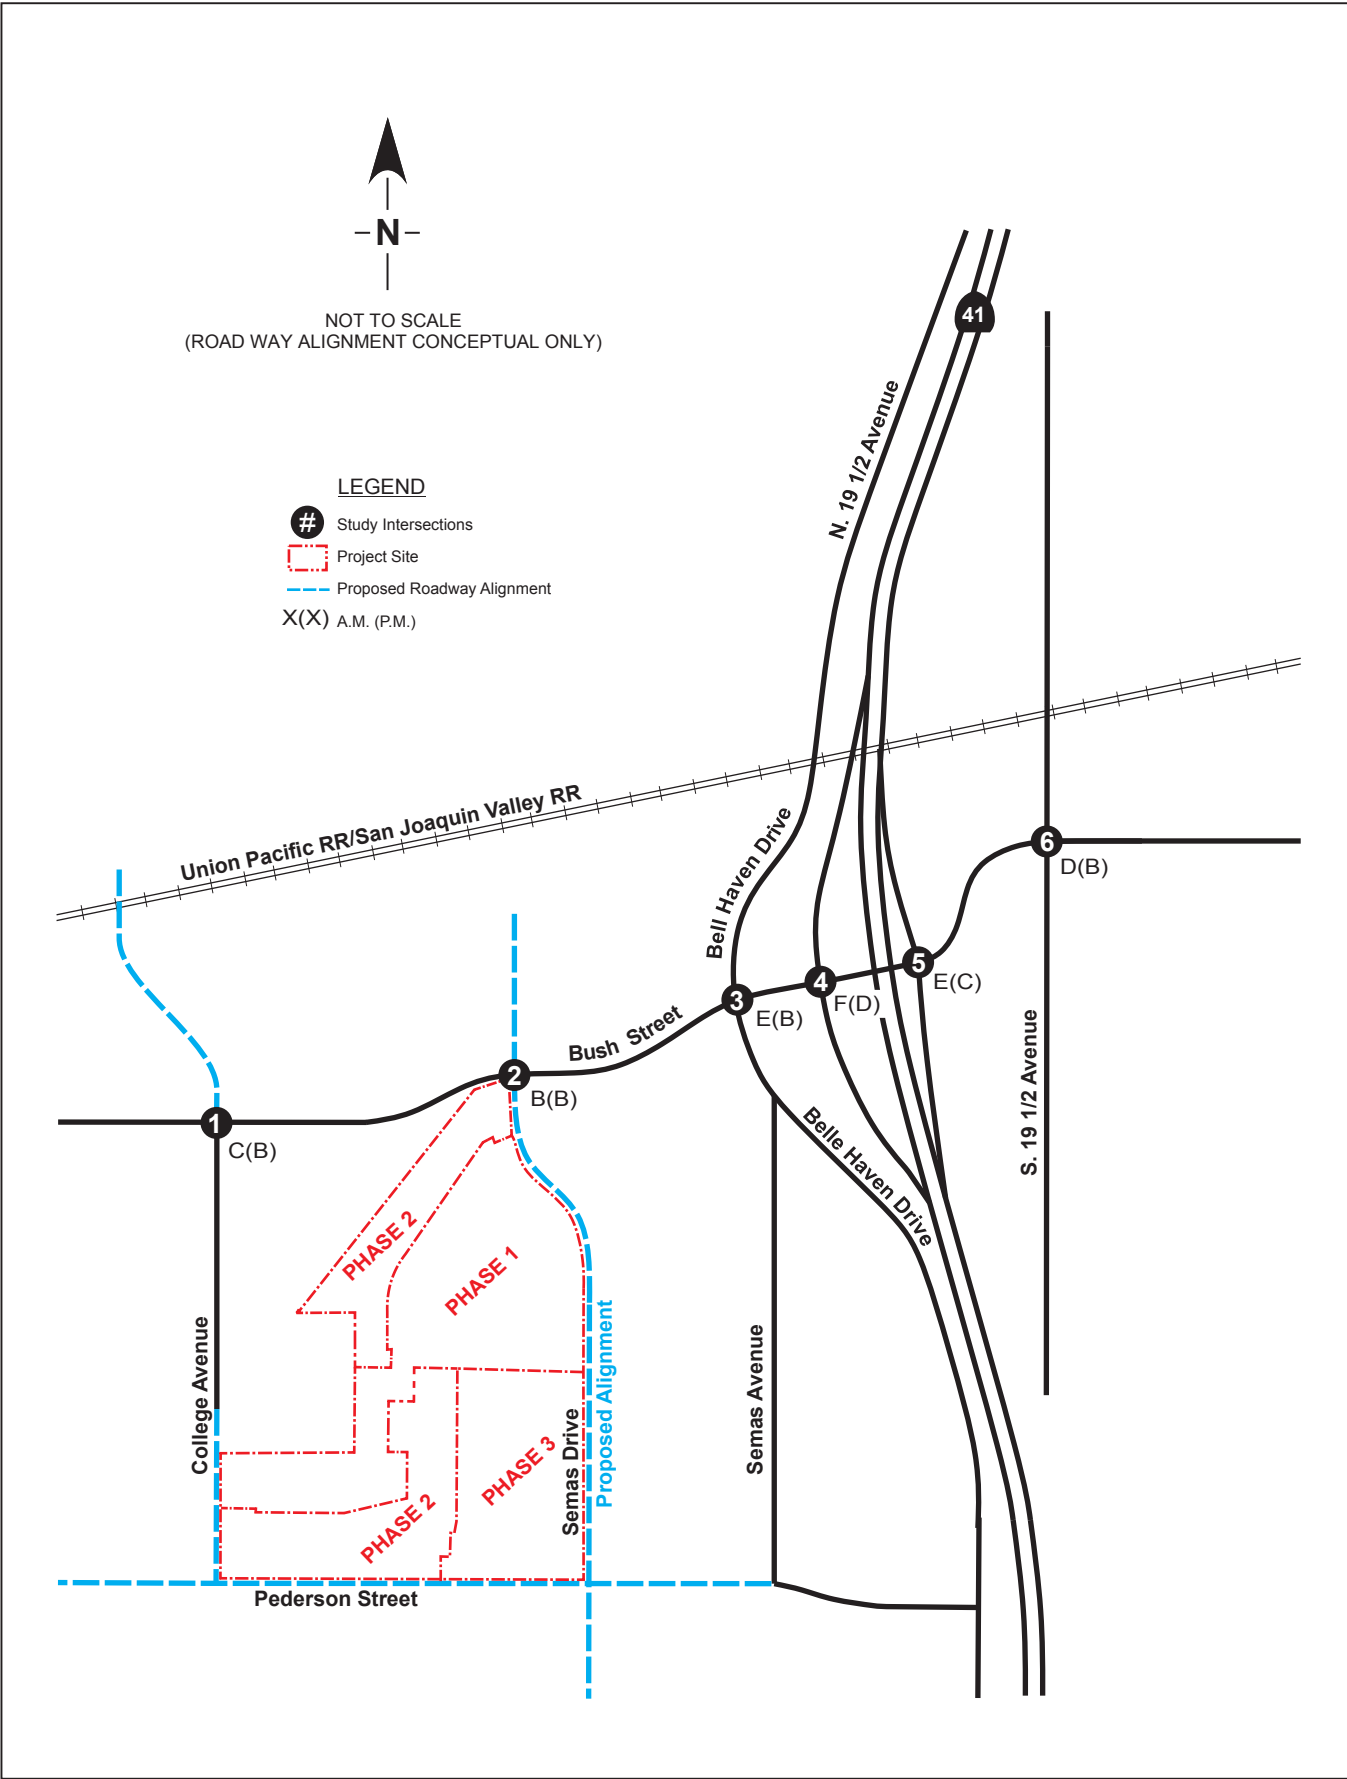 N
NOT TO SCALE
(ROAD WAY ALIGNMENT CONCEPTUAL ONLY)
41
N. 19 1/2 Avenue
LEGEND
# Study Intersections
Project Site
Proposed Roadway Alignment
X(X) A.M. (P.M.)
Union Pacific RR/San Joaquin Valley RR
Bell Haven Drive
6
D(B)
5
E(C)
4
F(D)
3
E(B)
Bush Street
2
B(B)
1
C(B)
S. 19 1/2 Avenue
Belle Haven Drive
PHASE 2
PHASE 1
College Avenue
Semas Drive
Proposed Alignment
Semas Avenue
PHASE 3
PHASE 2
Pederson Street